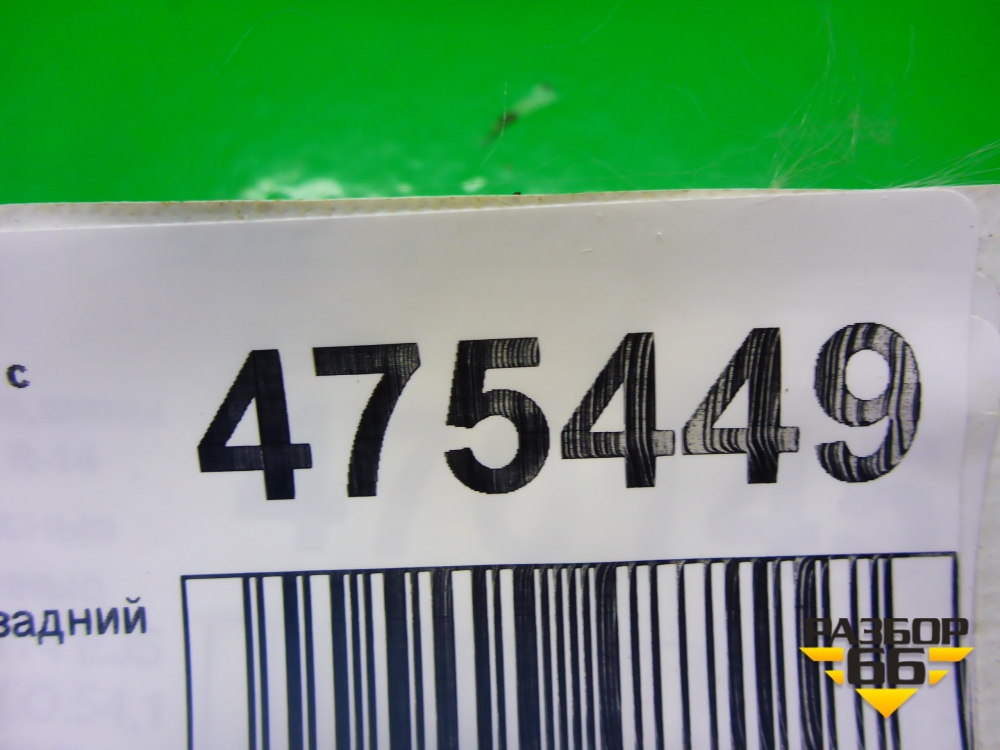 с 475449
задний
РАЗБОР
66